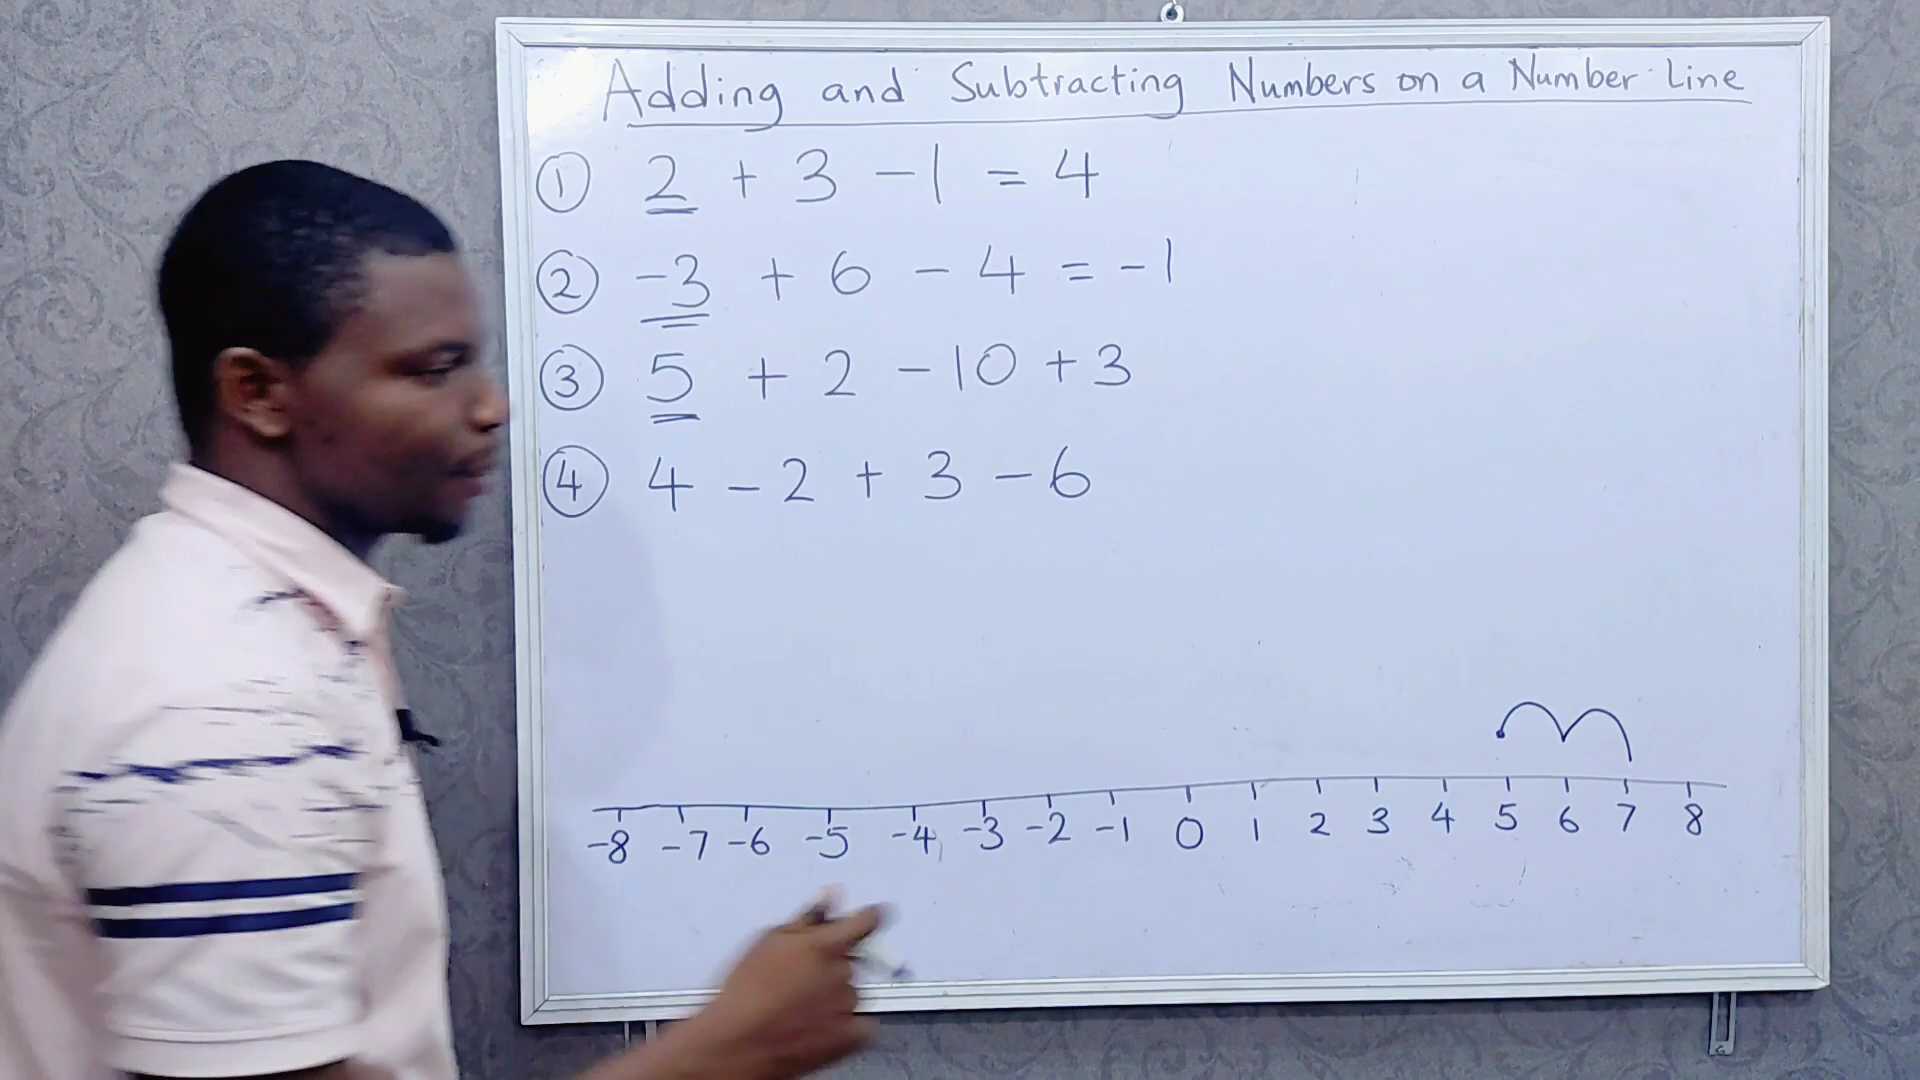 Adding and Subtracting Numbers on a Number Line
① 2 + 3 - 1 = 4
② -3 + 6 - 4 = -1
③ 5 + 2 - 10 + 3
④ 4 - 2 + 3 - 6
-8 -7 -6 -5 -4 -3 -2 -1 0 1 2 3 4 5 6 7 8